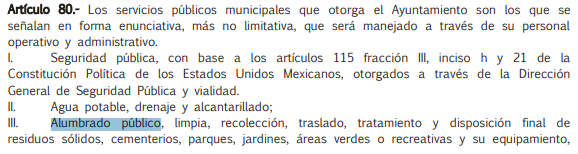 Artículo 80.- Los servicios públicos municipales que otorga el Ayuntamiento son los que se
señalan en forma enunciativa, más no limitativa, que será manejado a través de su personal
operativo y administrativo.
I. Seguridad pública, con base a los artículos 115 fracción III, inciso h y 21 de la
Constitución Política de los Estados Unidos Mexicanos, otorgados a través de la Dirección
General de Seguridad Pública y vialidad.
II. Agua potable, drenaje y alcantarillado;
III. Alumbrado público, limpia, recolección, traslado, tratamiento y disposición final de
residuos sólidos, cementerios, parques, jardines, áreas verdes o recreativas y su equipamiento,